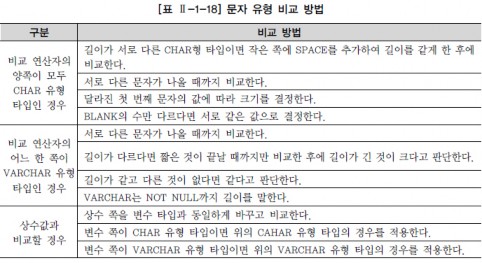 [표 Ⅱ-1-18] 문자 유형 비교 방법
구분
비교 방법
비교 연산자의
양쪽이 모두
CHAR 유형
타입인 경우
길이가 서로 다른 CHAR형 타입이면 작은 쪽에 SPACE를 추가하여 길이를 같게 한 후에
비교한다.
서로 다른 문자가 나올 때까지 비교한다.
달라진 첫 번째 문자의 값에 따라 크기를 결정한다.
BLANK의 수만 다르다면 서로 같은 값으로 결정한다.
비교 연산자의
어느 한 쪽이
VARCHAR 유형
타입인 경우
서로 다른 문자가 나올 때까지 비교한다.
길이가 다르다면 짧은 것이 끝날 때까지만 비교한 후에 길이가 긴 것이 크다고 판단한다.
길이가 같고 다른 것이 없다면 같다고 판단한다.
VARCHAR는 NOT NULL까지 길이를 말한다.
상수값과
비교할 경우
상수 쪽을 변수 타입과 동일하게 바꾸고 비교한다.
변수 쪽이 CHAR 유형 타입이면 위의 CAHAR 유형 타입의 경우를 적용한다.
변수 쪽이 VARCHAR 유형 타입이면 위의 VARCHAR 유형 타입의 경우를 적용한다.